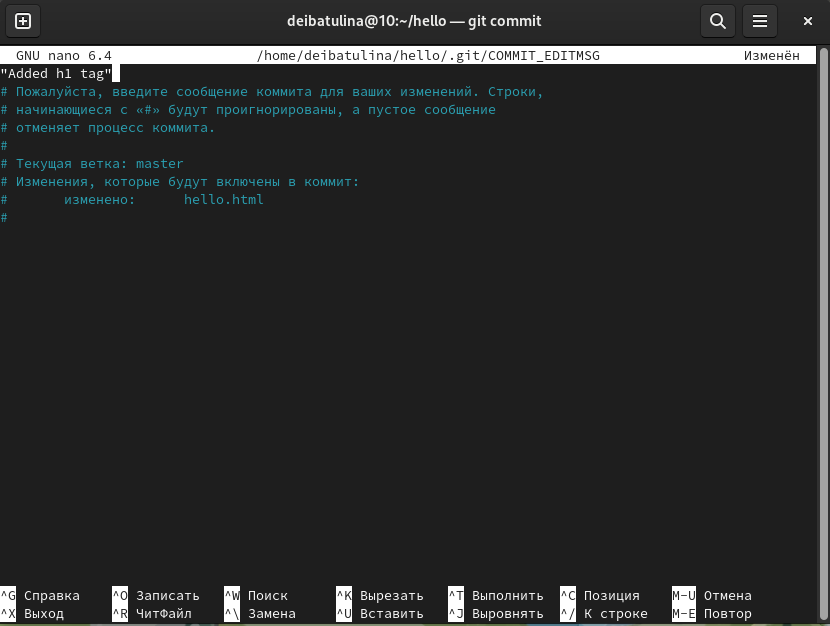 deibatulina@10:~/hello — git commit
GNU nano 6.4 /home/deibatulina/hello/.git/COMMIT_EDITMSG Изменён
"Added h1 tag"
# Пожалуйста, введите сообщение коммита для ваших изменений. Строки,
# начинающиеся с «#» будут проигнорированы, а пустое сообщение
# отменяет процесс коммита.
#
# Текущая ветка: master
# Изменения, которые будут включены в коммит:
# изменено: hello.html
#
^G Справка ^O Записать ^W Поиск ^K Вырезать ^T Выполнить ^C Позиция M-U Отмена
^X Выход ^R ЧитФайл ^\ Замена ^U Вставить ^J Выровнять ^/ К строке M-E Повтор